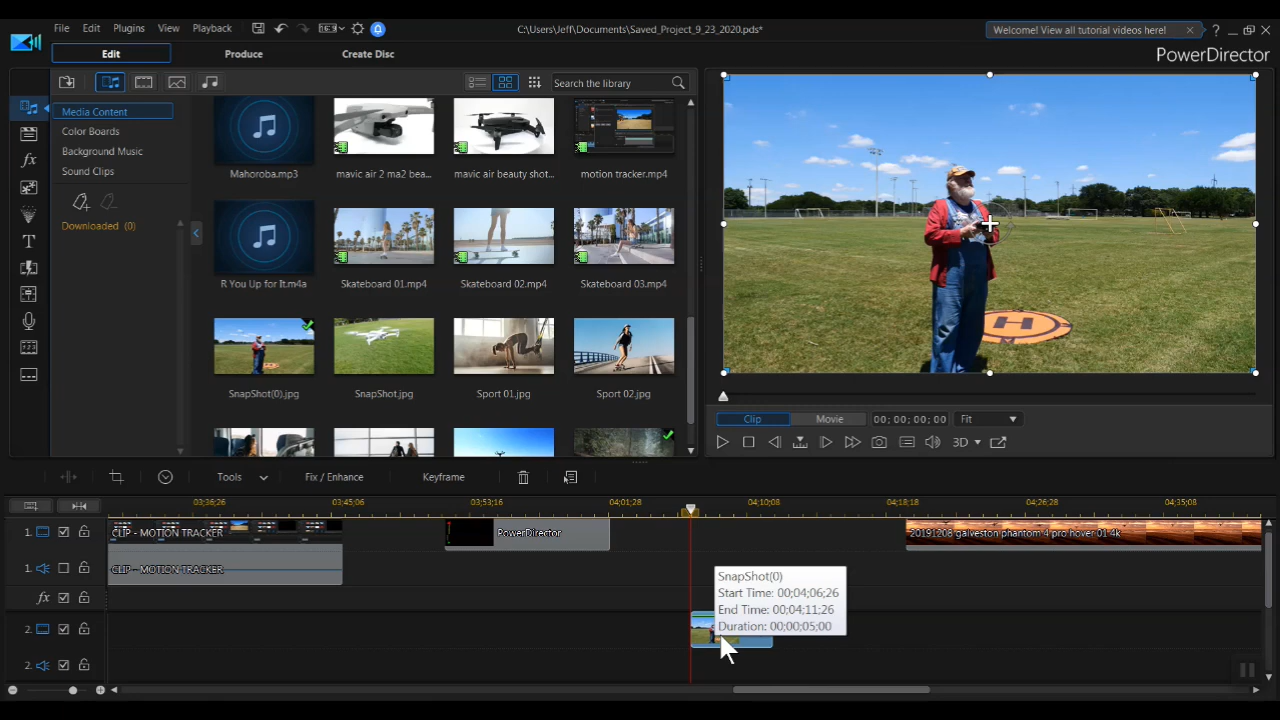 File Edit Plugins View Playback
C:\Users\Jeff\Documents\Saved_Project_9_23_2020.pds*
Welcome! View all tutorial videos here!
?
PowerDirector
Edit Produce Create Disc
Search the library
Media Content
Color Boards
Background Music
Sound Clips
Downloaded (0)
Mahoroba.mp3 mavic air 2 ma2 bea... mavic air beauty shot... motion tracker.mp4
R You Up for It.m4a Skateboard 01.mp4 Skateboard 02.mp4 Skateboard 03.mp4
SnapShot(0).jpg SnapShot.jpg Sport 01.jpg Sport 02.jpg
H
Clip Movie 00; 00; 00; 00 Fit
3D
Tools Fix / Enhance Keyframe
03;36;26 03;45;06 03;53;16 04;01;28 04;10;08 04;18;18 04;26;28 04;35;08
1. CLIP - MOTION TRACKER PowerDirector 20191208 galveston phantom 4 pro hover 01-4k
1. CLIP - MOTION TRACKER
fx
2.
2.
SnapShot(0)
Start Time: 00;04;06;26
End Time: 00;04;11;26
Duration: 00;00;05;00